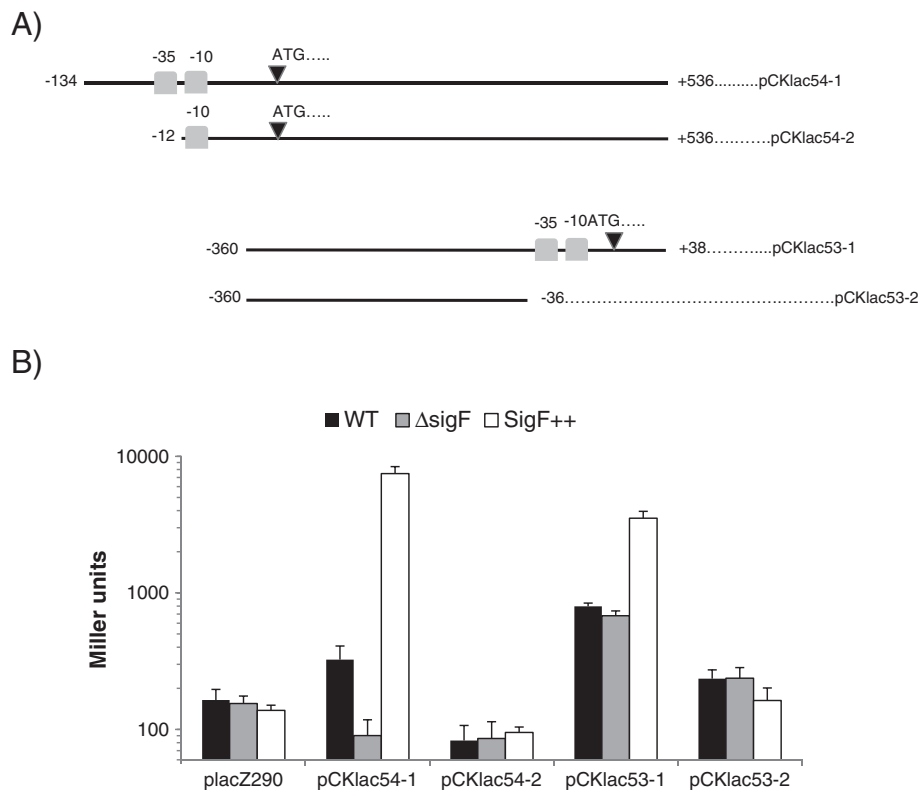 A)
-35 -10 ATG.....
-134 +536..........pCKlac54-1
-10 ATG.....
-12 +536..........pCKlac54-2
-35 -10ATG.....
-360 +38............pCKlac53-1
-360 -36........................................pCKlac53-2
B)
WT ΔsigF SigF++
10000
1000
100
Miller units
placZ290 pCKlac54-1 pCKlac54-2 pCKlac53-1 pCKlac53-2